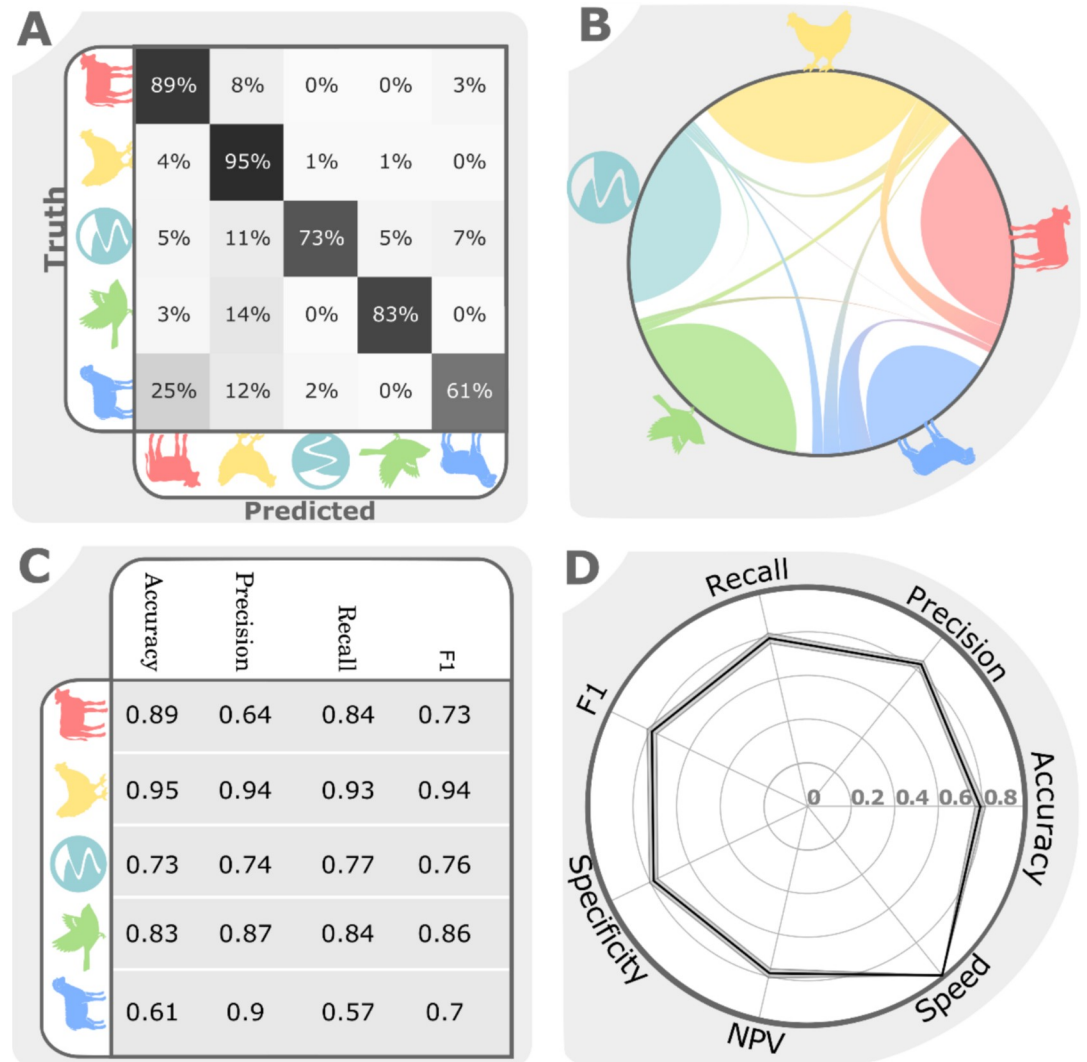 A
B
Truth
89% 8% 0% 0% 3%
4% 95% 1% 1% 0%
5% 11% 73% 5% 7%
3% 14% 0% 83% 0%
25% 12% 2% 0% 61%
Predicted
C
Accuracy Precision Recall F1
0.89 0.64 0.84 0.73
0.95 0.94 0.93 0.94
0.73 0.74 0.77 0.76
0.83 0.87 0.84 0.86
0.61 0.9 0.57 0.7
D
Recall
Precision
F1
Accuracy
0 0.2 0.4 0.6 0.8
Specificity
Speed
NPV